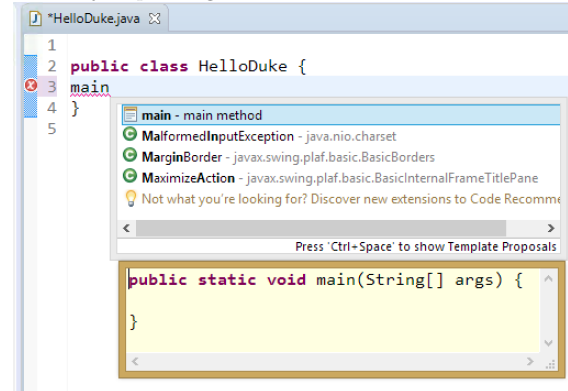 *HelloDuke.java
1
2 public class HelloDuke {
3 main
4 }
5
main - main method
MalformedInputException - java.nio.charset
MarginBorder - javax.swing.plaf.basic.BasicBorders
MaximizeAction - javax.swing.plaf.basic.BasicInternalFrameTitlePane
Not what you're looking for? Discover new extensions to Code Recomme
Press 'Ctrl+Space' to show Template Proposals
public static void main(String[] args) {
}